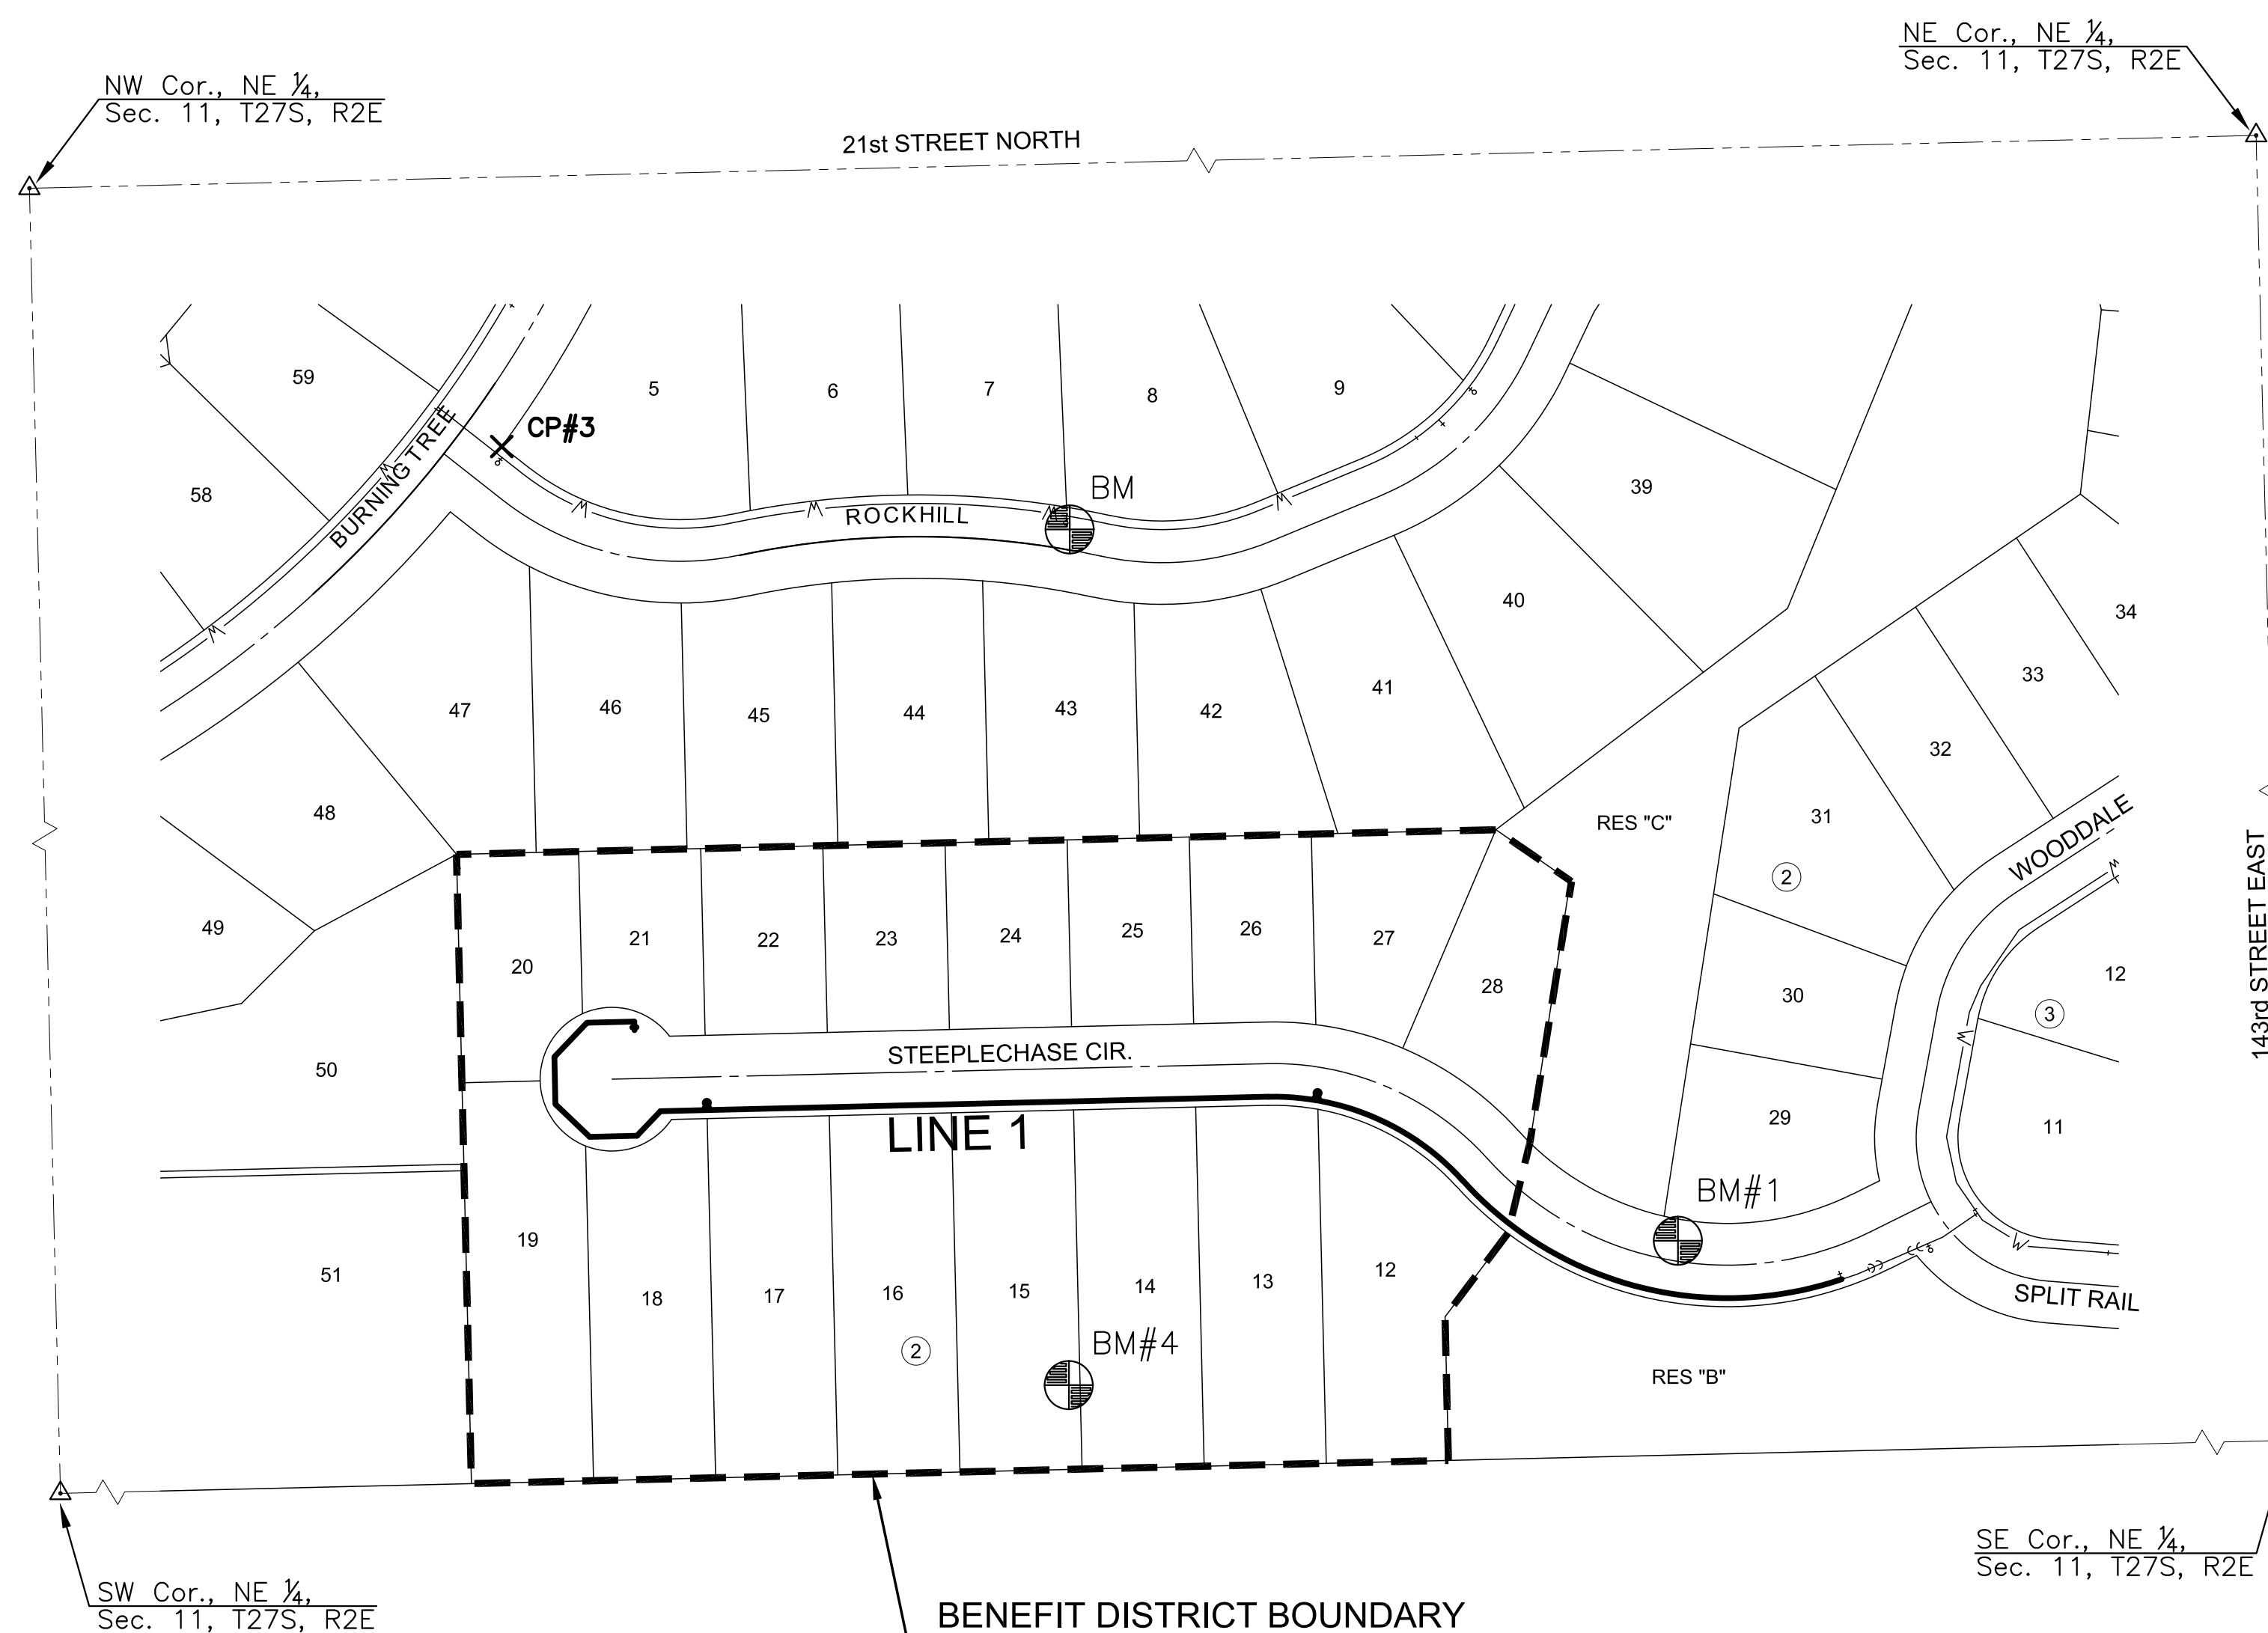 NE Cor., NE ¼,
Sec. 11, T27S, R2E
NW Cor., NE ¼,
Sec. 11, T27S, R2E
21st STREET NORTH
59
5
6
7
8
9
CP#3
58
BURNING TREE
BM
ROCKHILL
39
40
34
33
47
46
45
44
43
42
41
32
48
RES "C"
31
WOODDALE
2
49
20
21
22
23
24
25
26
27
28
30
12
3
143rd STREET EAST
50
STEEPLECHASE CIR.
LINE 1
29
11
BM#1
19
51
18
17
16
15
14
13
12
SPLIT RAIL
2
BM#4
RES "B"
SE Cor., NE ¼,
Sec. 11, T27S, R2E
SW Cor., NE ¼,
Sec. 11, T27S, R2E
BENEFIT DISTRICT BOUNDARY
W
W
W
W
W
W
W
W
W